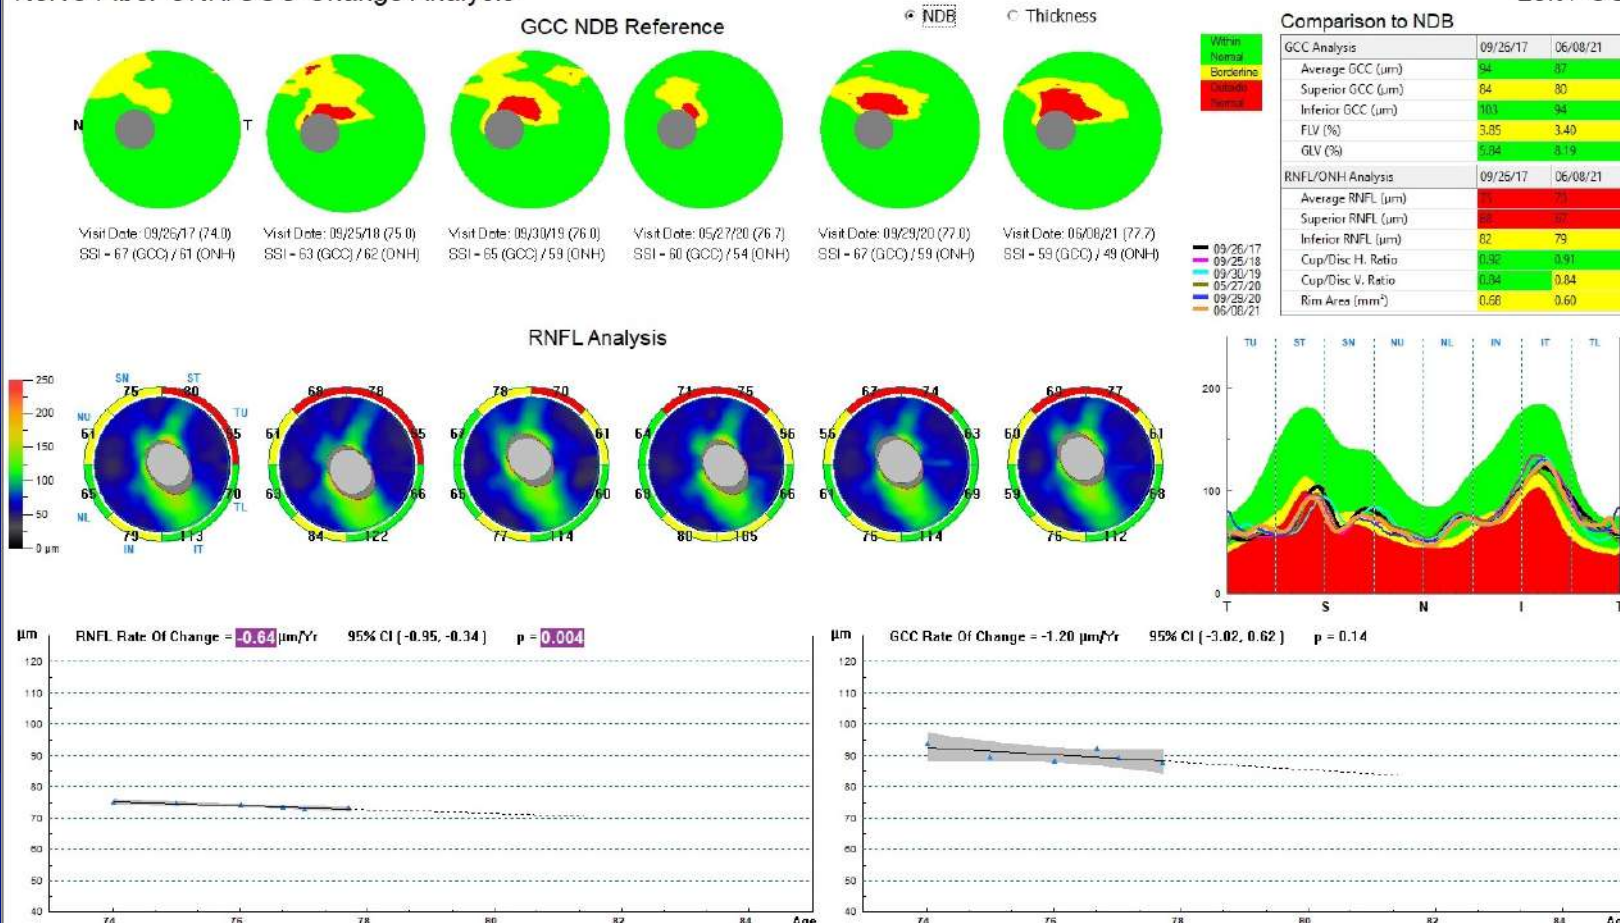 GCC NDB Reference
NDB
Thickness
Comparison to NDB
Within Normal
Borderline
Outside Normal
GCC Analysis 09/26/17 06/08/21
Average GCC (µm) 94 87
Superior GCC (µm) 84 80
Inferior GCC (µm) 103 94
FLV (%) 3.85 3.40
GLV (%) 5.84 8.19
RNFL/ONH Analysis 09/26/17 06/08/21
Average RNFL (µm)
Superior RNFL (µm) 67
Inferior RNFL (µm) 82 79
Cup/Disc H. Ratio 0.92 0.91
Cup/Disc V. Ratio 0.84 0.84
Rim Area (mm²) 0.68 0.60
N T
Visit Date: 09/26/17 (74.0)
SSI = 67 (GCC) / 61 (ONH)
Visit Date: 09/25/18 (75.0)
SSI = 63 (GCC) / 62 (ONH)
Visit Date: 09/30/19 (76.0)
SSI = 65 (GCC) / 59 (ONH)
Visit Date: 05/27/20 (76.7)
SSI = 60 (GCC) / 54 (ONH)
Visit Date: 09/29/20 (77.0)
SSI = 67 (GCC) / 59 (ONH)
Visit Date: 06/08/21 (77.7)
SSI = 59 (GCC) / 49 (ONH)
09/26/17
09/25/18
09/30/19
05/27/20
09/29/20
06/08/21
RNFL Analysis
250
200
150
100
50
0 µm
SN ST
75 80
NU TU
61
65 70
NL TL
79 113
IN IT
68 78
61
63 66
84 122
78 70
67 61
65 60
77 114
71 75
64 56
69 66
80 105
67 74
56 63
61 69
76 114
69 77
60 61
59 68
76 112
TU ST SN NU NL IN IT TL
200
100
0
T S N I T
µm RNFL Rate Of Change = -0.64 µm/Yr 95% CI ( -0.95, -0.34 ) p = 0.004
120
110
100
90
80
70
60
50
40
74 76 78 80 82 84 Age
µm GCC Rate Of Change = -1.20 µm/Yr 95% CI ( -3.02, 0.62 ) p = 0.14
120
110
100
90
80
70
60
50
40
74 76 78 80 82 84